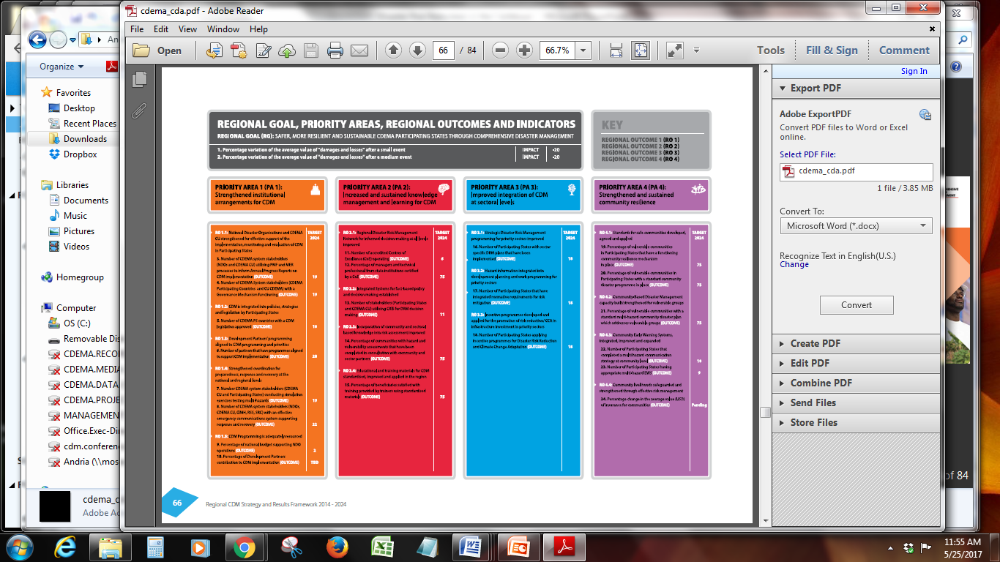 cdema_cda.pdf - Adobe Reader
File Edit View Window Help
Open
66 / 84
66.7%
Tools
Fill & Sign
Comment
Organize
Favorites
Desktop
Recent Places
Downloads
Dropbox
Libraries
Documents
Music
Pictures
Videos
Homegroup
Computer
OS (C:)
Removable Dis
CDEMA.RECO
CDEMA.MEDIA
CDEMA.DATA
CDEMA.PROJE
MANAGEMEN
Office.Exec-Dir
cdm.conferenc
Andria (\\mos
REGIONAL GOAL, PRIORITY AREAS, REGIONAL OUTCOMES AND INDICATORS
REGIONAL GOAL (RG): SAFER, MORE RESILIENT AND SUSTAINABLE CDEMA PARTICIPATING STATES THROUGH COMPREHENSIVE DISASTER MANAGEMENT
1. Percentage variation of the average value of "damages and losses" after a small event IMPACT -20
2. Percentage variation of the average value of "damages and losses" after a medium event IMPACT -20
KEY
REGIONAL OUTCOME 1 (RO 1)
REGIONAL OUTCOME 2 (RO 2)
REGIONAL OUTCOME 3 (RO 3)
REGIONAL OUTCOME 4 (RO 4)
PRIORITY AREA 1 (PA 1):
Strengthened institutional
arrangements for CDM
PRIORITY AREA 2 (PA 2):
Increased and sustained knowledge
management and learning for CDM
PRIORITY AREA 3 (PA 3):
Improved integration of CDM
at sectoral levels
PRIORITY AREA 4 (PA 4):
Strengthened and sustained
community resilience
RO 1.1: National Disaster Organisations and CDEMA
CU strengthened for effective support of the
implementation, monitoring and evaluation of CDM
in Participating States
TARGET
2024
3. Number of CDEMA system stakeholders
(NDOs and CDEMA CU) utilizing PMF and MER
processes to inform Annual Progress Reports on
CDM implementation (OUTCOME) 19
4. Number of CDEMA System stakeholders (CDEMA
Participating Countries and CU CDEMA) with a
Governance Mechanism functioning (OUTCOME) 19
RO 1.2: CDM is integrated into policies, strategies
and legislation by Participating States
5. Number of CDEMA PS countries with a CDM
legislation approved (OUTCOME) 18
RO 1.3: Development Partners' programming
aligned to CDM programming and priorities
6. Number of partners that have programmes aligned
to support CDM implementation (OUTCOME) 20
RO 1.4: Strengthened coordination for
preparedness, response and recovery at the
national and regional levels
7. Number CDEMA system stakeholders (CDEMA
CU and Participating States) conducting simulation
exercises testing multi-hazards (OUTCOME) 19
8. Number of CDEMA system stakeholders (NDOs,
CDEMA CU, CIMH, RSS, SRC) with an effective
emergency communications system supporting
response and recovery (OUTCOME) 22
RO 1.5: CDM Programming is adequately resourced
9. Percentage of national budget supporting NDO
operations (OUTCOME) 2
10. Percentage of Development Partners
contribution to CDM implementation (OUTCOME) TBD
RO 2.1: Regional Disaster Risk Management
Network for informed decision-making at all levels
improved
TARGET
2024
11. Number of accredited Centres of
Excellence (CoE) operating (OUTCOME) 6
12. Percentage of managers and technical
professional from state institutions certified
by a CoE (OUTCOME) 75
RO 2.2: Integrated Systems for fact-based policy
and decision making established
13. Number of stakeholders (Participating States
and CDEMA CU) utilizing CRIS for DRM decision
making (OUTCOME) 11
RO 2.3: Incorporation of community and sectoral
based knowledge into risk assessment improved
14. Percentage of communities with hazard and
vulnerability assessments that have been
completed in consultation with community and
sector partners (OUTCOME) 75
RO 2.4: Educational and training materials for CDM
standardized, improved and applied in the region
15. Percentage of beneficiaries satisfied with
training provided by trainers using standardised
material (OUTCOME) 75
RO 3.1: Strategic Disaster Risk Management
programming for priority sectors improved
TARGET
2024
16. Number of Participating States with sector
specific DRM plans that have been
implemented (OUTCOME) 18
RO 3.2: Hazard information integrated into
development planning and work programming for
priority sectors
17. Number of Participating States that have
integrated normative requirements for risk
mitigation (OUTCOME) 18
RO 3.3: Incentive programmes developed and
applied for the promotion of risk reduction/ CCA in
infrastructure investment in priority sectors
18. Number of Participating States applying
incentive programmes for Disaster Risk Reduction
and Climate Change Adaptation (OUTCOME) 18
RO 4.1: Standards for safe communities developed,
agreed and applied
TARGET
2024
19. Percentage of vulnerable communities
in Participating States that have a functioning
community resilience mechanism
in place (OUTCOME) 75
20. Percentage of vulnerable communities in
Participating States with a standard community
disaster programme in place (OUTCOME) 75
RO 4.2: Community-Based Disaster Management
capacity built/strengthened for vulnerable groups
21. Percentage of vulnerable communities with a
standard multi-hazard community disaster plan
which addresses vulnerable groups (OUTCOME) 75
RO 4.3: Community Early Warning Systems,
integrated, improved and expanded
22. Number of Participating States that
completed a multi hazard communication
strategy at community level (OUTCOME) 18
23. Number of Participating States having
appropriate multi-hazard EWS (OUTCOME) 9
RO 4.4: Community livelihoods safeguarded and
strengthened through effective risk management
24. Percentage change in the average value (USD)
of insurance for communities (OUTCOME) Pending
66
Regional CDM Strategy and Results Framework 2014 - 2024
Sign In
Export PDF
Adobe ExportPDF
Convert PDF files to Word or Excel
online.
Select PDF File:
cdema_cda.pdf
1 file / 3.85 MB
Convert To:
Microsoft Word (*.docx)
Recognize Text in English(U.S.)
Change
Convert
Create PDF
Edit PDF
Combine PDF
Send Files
Store Files
of 84
cdema_c
Adobe Ac
11:55 AM
5/25/2017